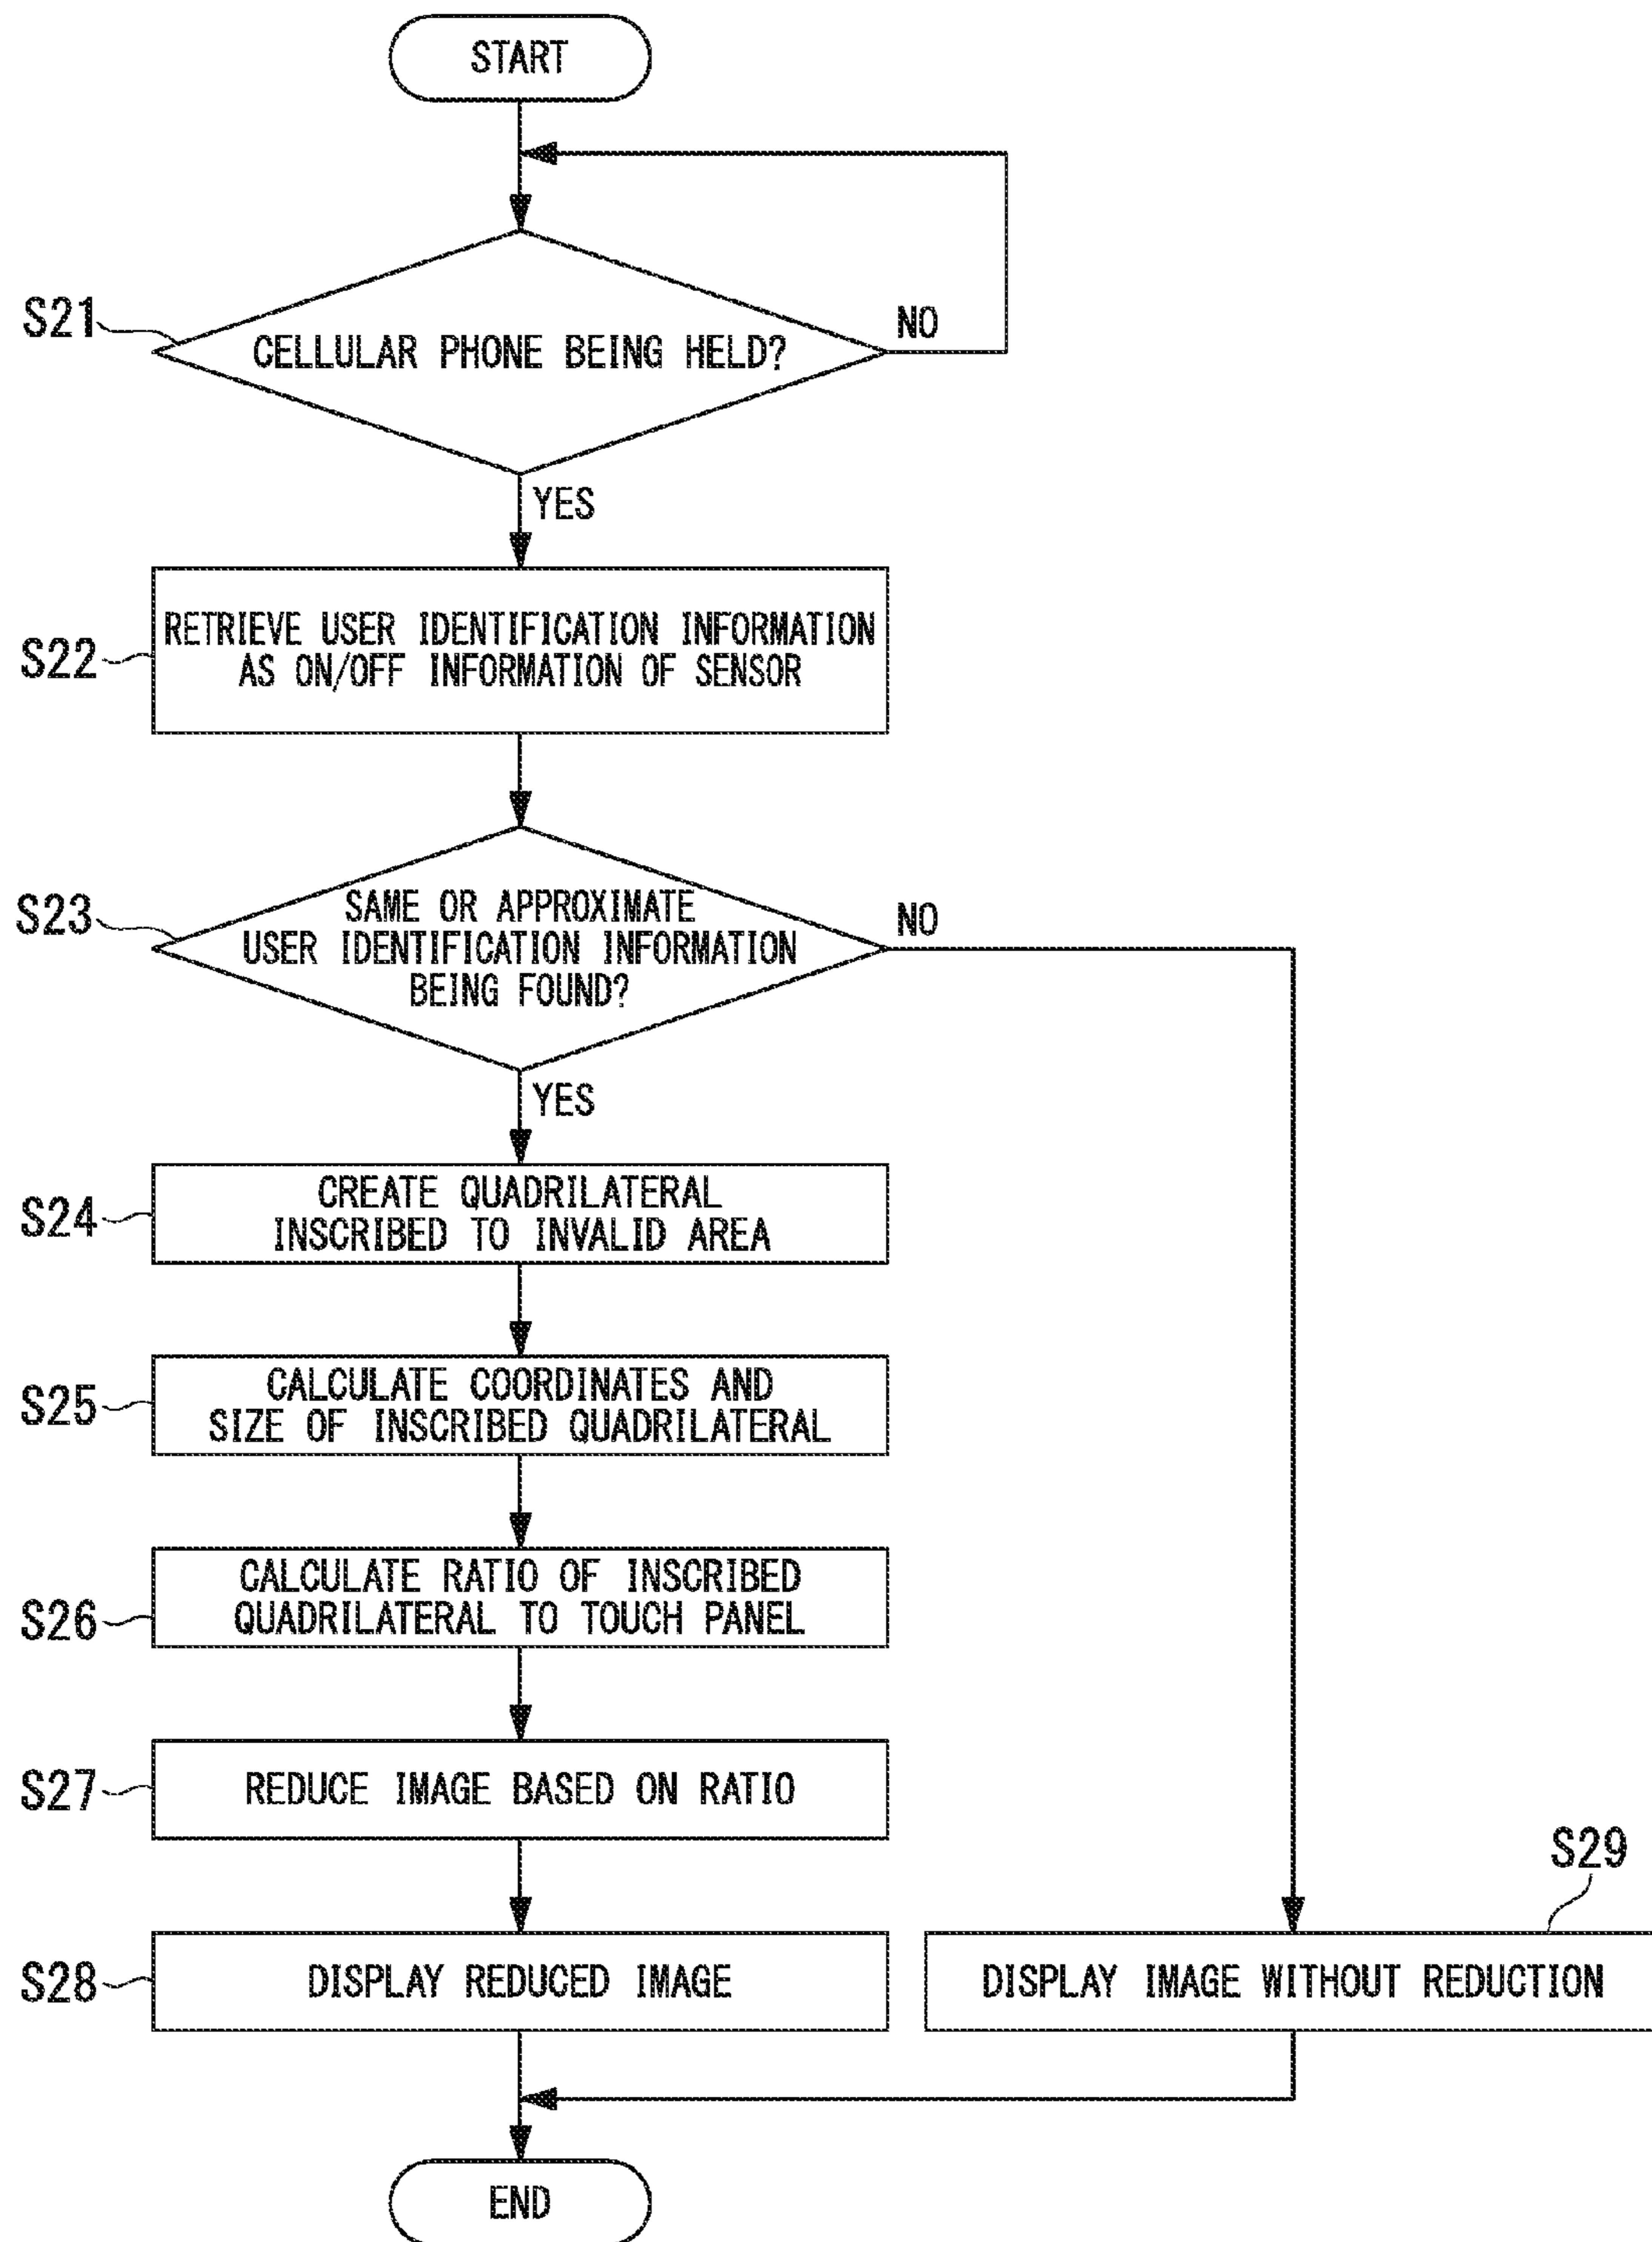 START
S21
CELLULAR PHONE BEING HELD?
NO
YES
S22
RETRIEVE USER IDENTIFICATION INFORMATION
AS ON/OFF INFORMATION OF SENSOR
S23
SAME OR APPROXIMATE
USER IDENTIFICATION INFORMATION
BEING FOUND?
NO
YES
S24
CREATE QUADRILATERAL
INSCRIBED TO INVALID AREA
S25
CALCULATE COORDINATES AND
SIZE OF INSCRIBED QUADRILATERAL
S26
CALCULATE RATIO OF INSCRIBED
QUADRILATERAL TO TOUCH PANEL
S27
REDUCE IMAGE BASED ON RATIO
S28
DISPLAY REDUCED IMAGE
S29
DISPLAY IMAGE WITHOUT REDUCTION
END